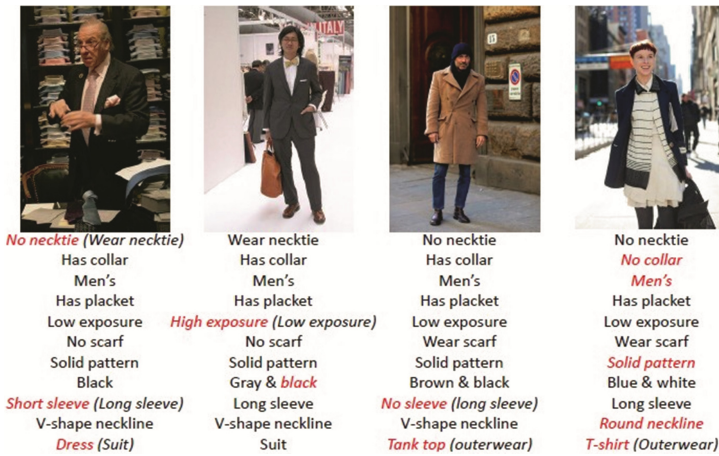 ITALY
13
No necktie (Wear necktie)
Has collar
Men's
Has placket
Low exposure
No scarf
Solid pattern
Black
Short sleeve (Long sleeve)
V-shape neckline
Dress (Suit)
Wear necktie
Has collar
Men's
Has placket
High exposure (Low exposure)
No scarf
Solid pattern
Gray & black
Long sleeve
V-shape neckline
Suit
No necktie
Has collar
Men's
Has placket
Low exposure
Wear scarf
Solid pattern
Brown & black
No sleeve (long sleeve)
V-shape neckline
Tank top (outerwear)
No necktie
No collar
Men's
Has placket
Low exposure
Wear scarf
Solid pattern
Blue & white
Long sleeve
Round neckline
T-shirt (Outerwear)